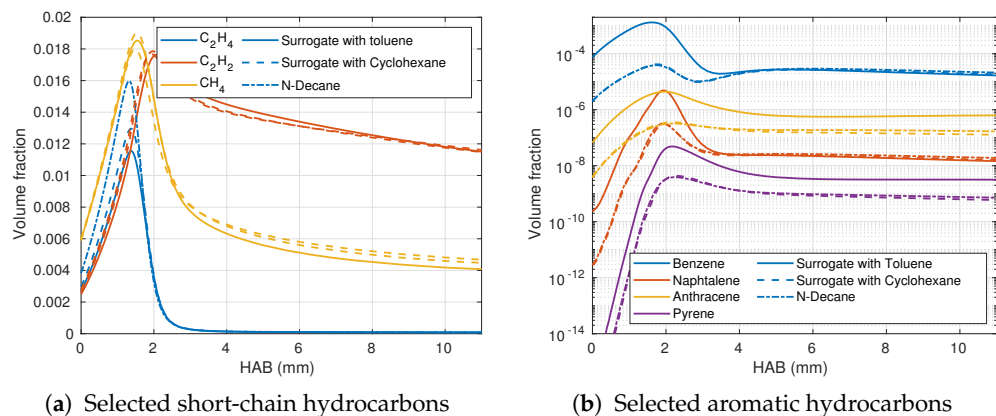 0.02
0.018
0.016
0.014
0.012
0.01
0.008
0.006
0.004
0.002
0
0 2 4 6 8 10
Volume fraction
HAB (mm)
C2H4 Surrogate with toluene
C2H2 Surrogate with Cyclohexane
CH4 N-Decane
(a) Selected short-chain hydrocarbons
10-4
10-6
10-8
10-10
10-12
10-14
0 2 4 6 8 10
Volume fraction
HAB (mm)
Benzene Surrogate with Toluene
Naphtalene Surrogate with Cyclohexane
Anthracene N-Decane
Pyrene
(b) Selected aromatic hydrocarbons